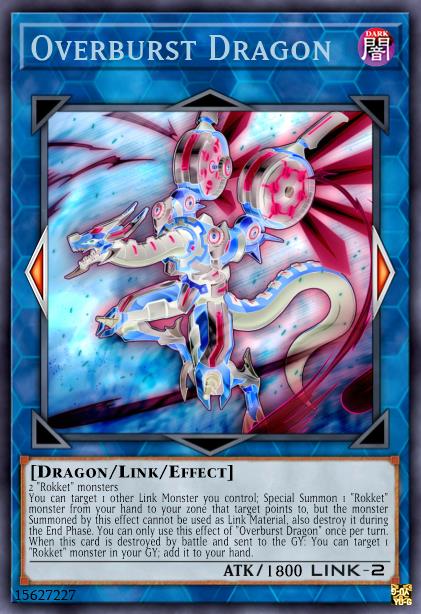 OVERBURST DRAGON
DARK
闇
[DRAGON/LINK/EFFECT]
2 "Rokket" monsters
You can target 1 other Link Monster you control; Special Summon 1 "Rokket"
monster from your hand to your zone that target points to, but the monster
Summoned by this effect cannot be used as Link Material, also destroy it during
the End Phase. You can only use this effect of "Overburst Dragon" once per turn.
When this card is destroyed by battle and sent to the GY: You can target 1
"Rokket" monster in your GY; add it to your hand.
ATK/1800 LINK-2
15627227